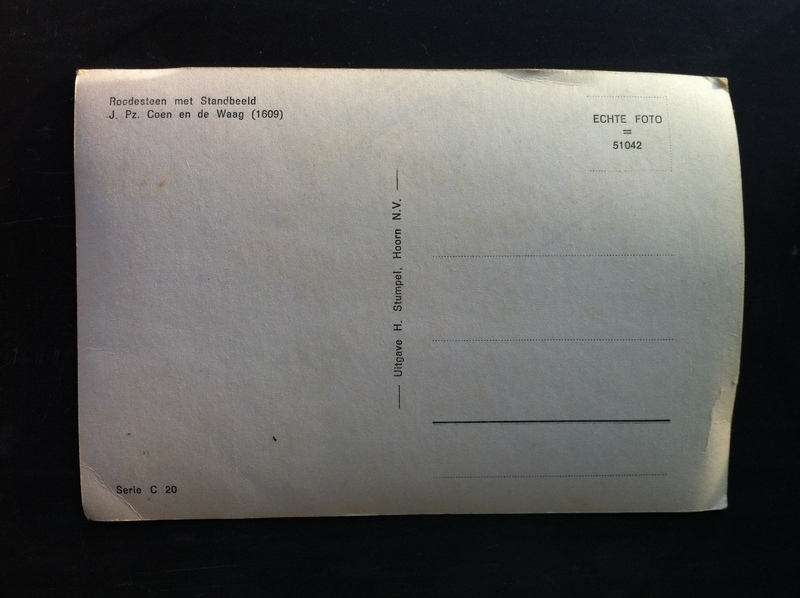 Roodesteen met Standbeeld
J. Pz. Coen en de Waag (1609)
ECHTE FOTO
=
51042
Uitgave H. Stumpel, Hoorn N.V.
Serie C 20